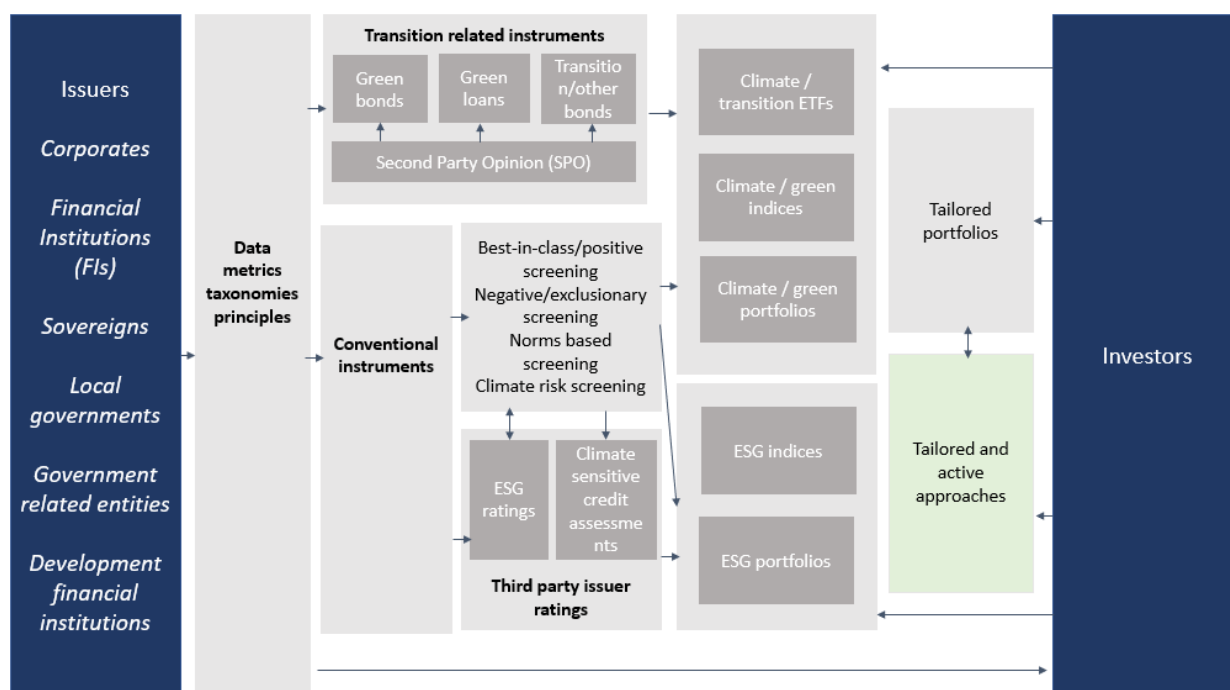 Issuers
Corporates
Financial
Institutions
(FIs)
Sovereigns
Local
governments
Government
related entities
Development
financial
institutions
Data
metrics
taxonomies
principles
Transition related instruments
Green
bonds
Green
loans
Transitio
n/other
bonds
Second Party Opinion (SPO)
Conventional
instruments
Best-in-class/positive
screening
Negative/exclusionary
screening
Norms based
screening
Climate risk screening
ESG
ratings
Climate
sensitive
credit
assessme
nts
Third party issuer
ratings
Climate /
transition ETFs
Climate / green
indices
Climate / green
portfolios
ESG indices
ESG portfolios
Tailored
portfolios
Tailored and
active
approaches
Investors